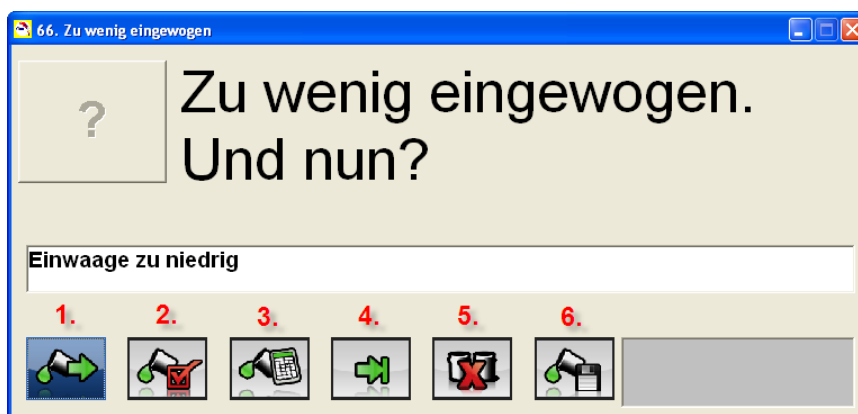 66. Zu wenig eingewogen
?
Zu wenig eingewogen.
Und nun?
Einwaage zu niedrig
1. 2. 3. 4. 5. 6.